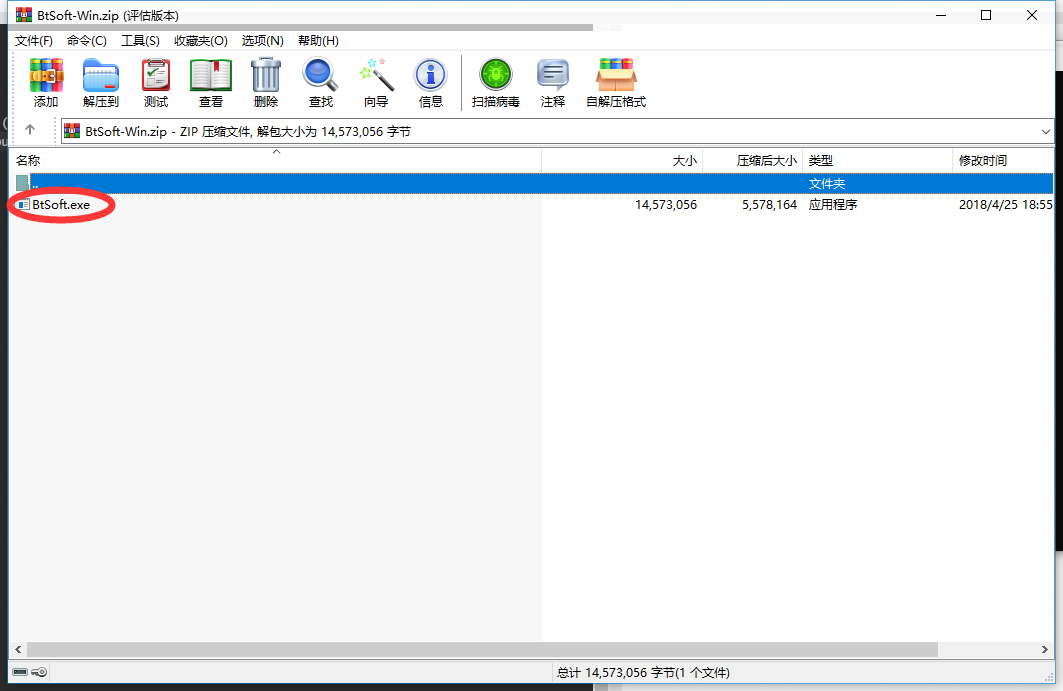 BtSoft-Win.zip (评估版本)
文件(F) 命令(C) 工具(S) 收藏夹(O) 选项(N) 帮助(H)
添加 解压到 测试 查看 删除 查找 向导 信息 扫描病毒 注释 自解压格式
BtSoft-Win.zip - ZIP 压缩文件, 解包大小为 14,573,056 字节
名称 大小 压缩后大小 类型 修改时间
.. 文件夹
BtSoft.exe 14,573,056 5,578,164 应用程序 2018/4/25 18:55
总计 14,573,056 字节(1 个文件)